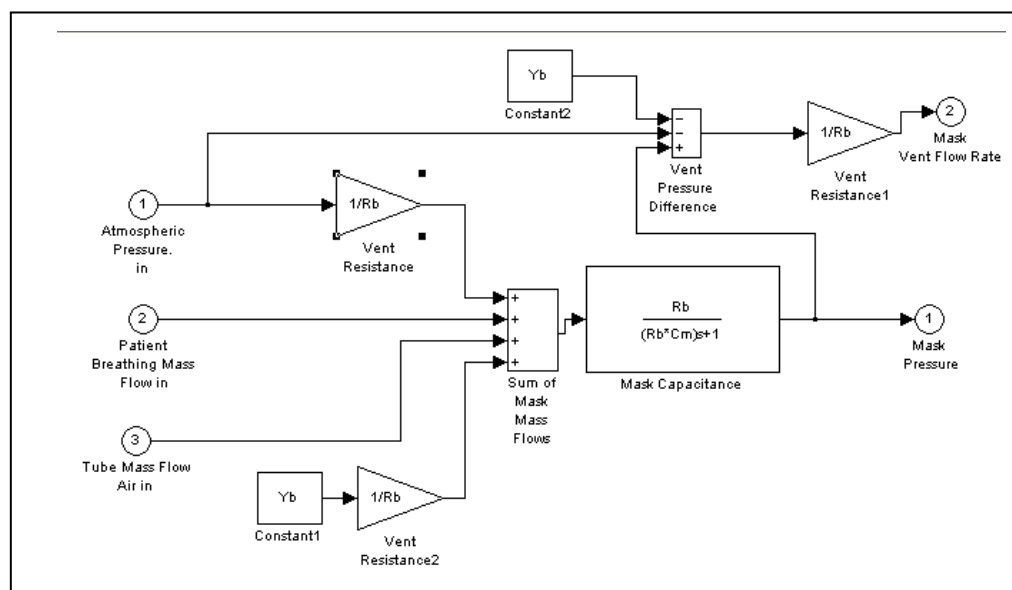 Yb
Constant2
−
−
+
Vent
Pressure
Difference
1/Rb
Vent
Resistance1
2
Mask
Vent Flow Rate
1
Atmospheric
Pressure.
in
1/Rb
Vent
Resistance
2
Patient
Breathing Mass
Flow in
3
Tube Mass Flow
Air in
+
+
+
+
Sum of
Mask
Mass
Flows
Rb
(Rb*Cm)s+1
Mask Capacitance
1
Mask
Pressure
Yb
Constant1
1/Rb
Vent
Resistance2